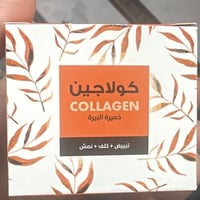 كولاجين
COLLAGEN
خميرة البيرة
تبييض + كلف + نمش